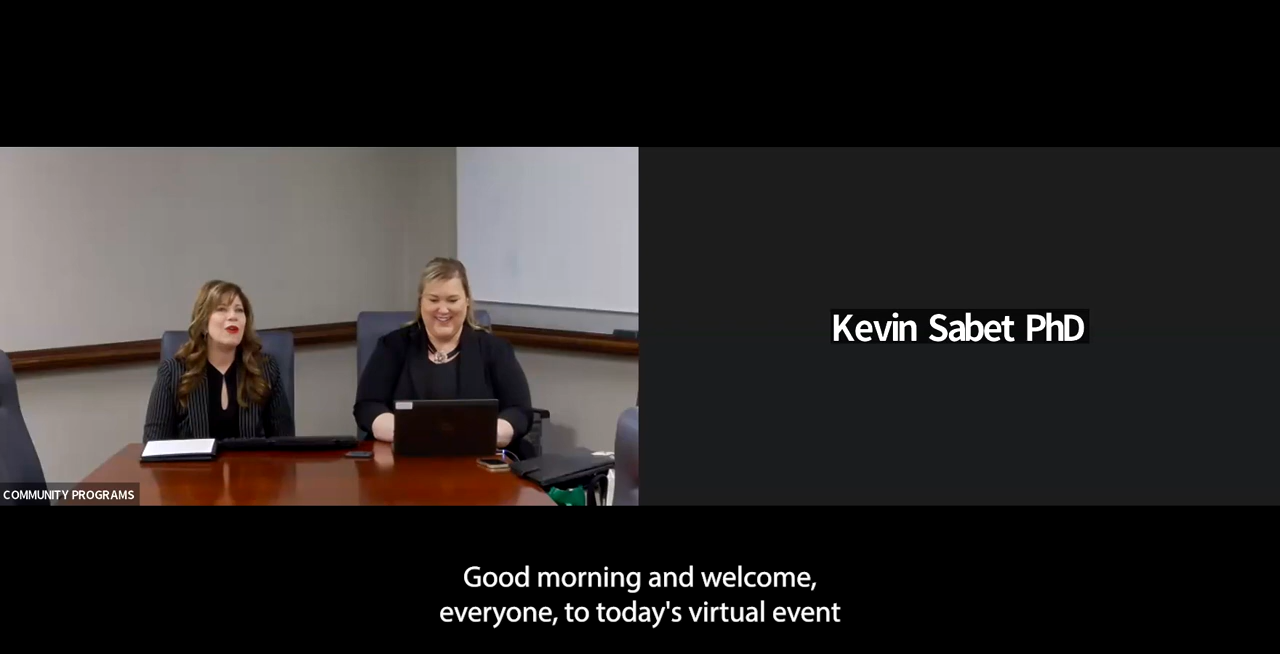 Kevin Sabet PhD
COMMUNITY PROGRAMS
Good morning and welcome,
everyone, to today's virtual event